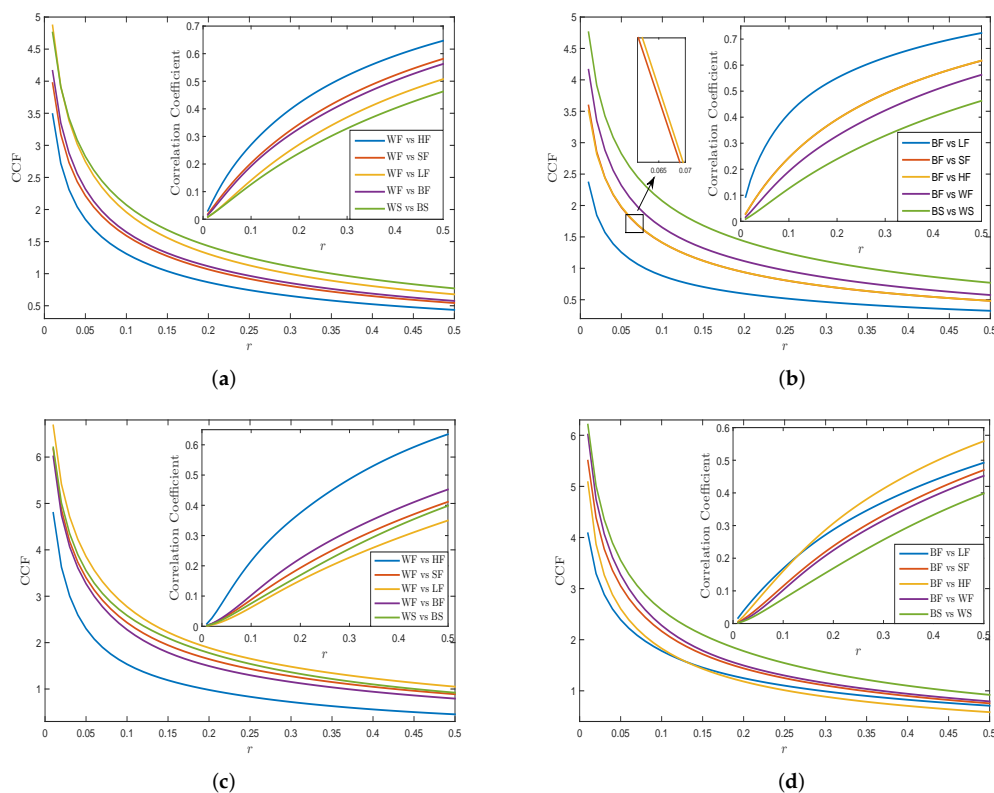 CCF
5
4.5
4
3.5
3
2.5
2
1.5
1
0.5
0 0.05 0.1 0.15 0.2 0.25 0.3 0.35 0.4 0.45 0.5
r
Correlation Coefficient
0.7
0.6
0.5
0.4
0.3
0.2
0.1
0
0 0.1 0.2 0.3 0.4 0.5
r
WF vs HF
WF vs SF
WF vs LF
WF vs BF
WS vs BS
(a)
CCF
5
4.5
4
3.5
3
2.5
2
1.5
1
0.5
0 0.05 0.1 0.15 0.2 0.25 0.3 0.35 0.4 0.45 0.5
r
0.065 0.07
Correlation Coefficient
0.75
0.6
0.5
0.4
0.3
0.2
0.1
0
0 0.1 0.2 0.3 0.4 0.5
r
BF vs LF
BF vs SF
BF vs HF
BF vs WF
BS vs WS
(b)
CCF
6
5
4
3
2
1
0 0.05 0.1 0.15 0.2 0.25 0.3 0.35 0.4 0.45 0.5
r
Correlation Coefficient
0.6
0.5
0.4
0.3
0.2
0.1
0
0 0.1 0.2 0.3 0.4 0.5
r
WF vs HF
WF vs SF
WF vs LF
WF vs BF
WS vs BS
(c)
CCF
6
5
4
3
2
1
0 0.05 0.1 0.15 0.2 0.25 0.3 0.35 0.4 0.45 0.5
r
Correlation Coefficient
0.6
0.5
0.4
0.3
0.2
0.1
0
0 0.1 0.2 0.3 0.4 0.5
r
BF vs LF
BF vs SF
BF vs HF
BF vs WF
BS vs WS
(d)